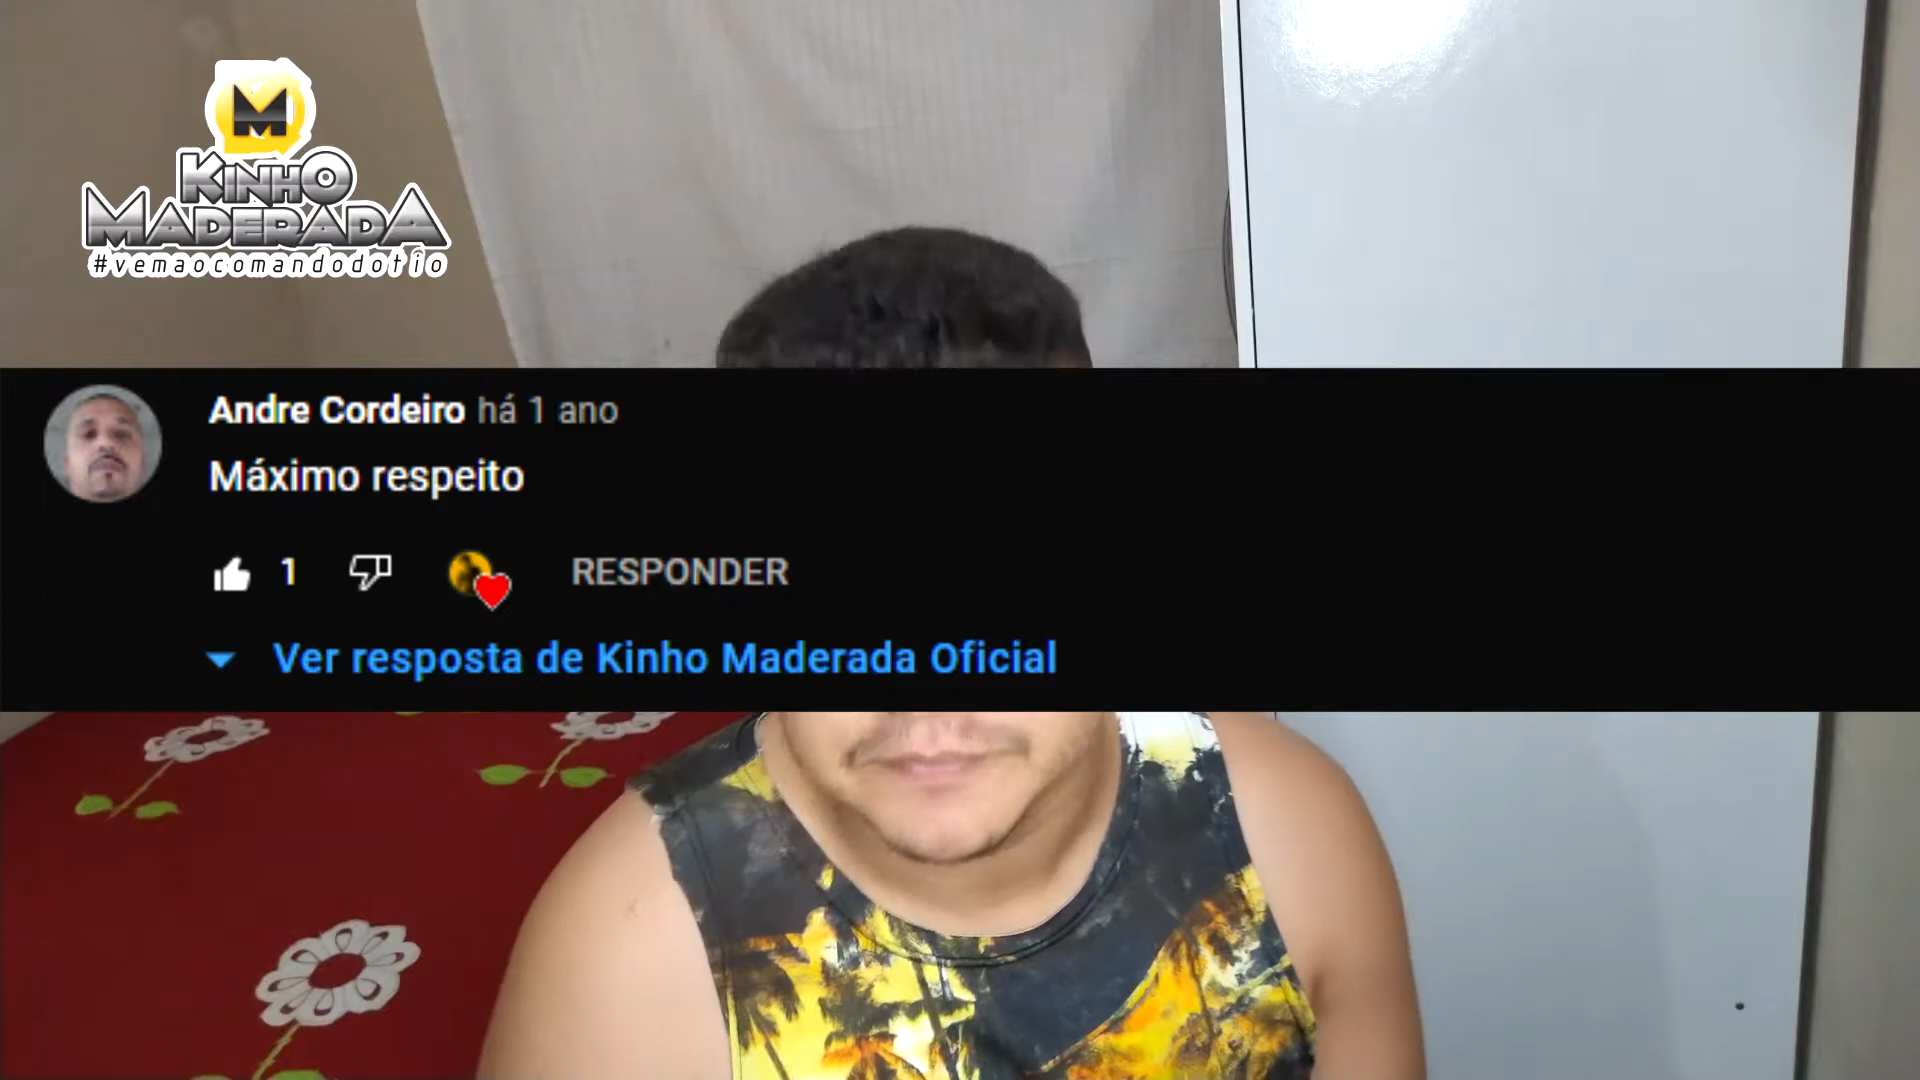 M
KINHO
MADERADA
#vemaocomandodotio
Andre Cordeiro há 1 ano
Máximo respeito
1
RESPONDER
Ver resposta de Kinho Maderada Oficial